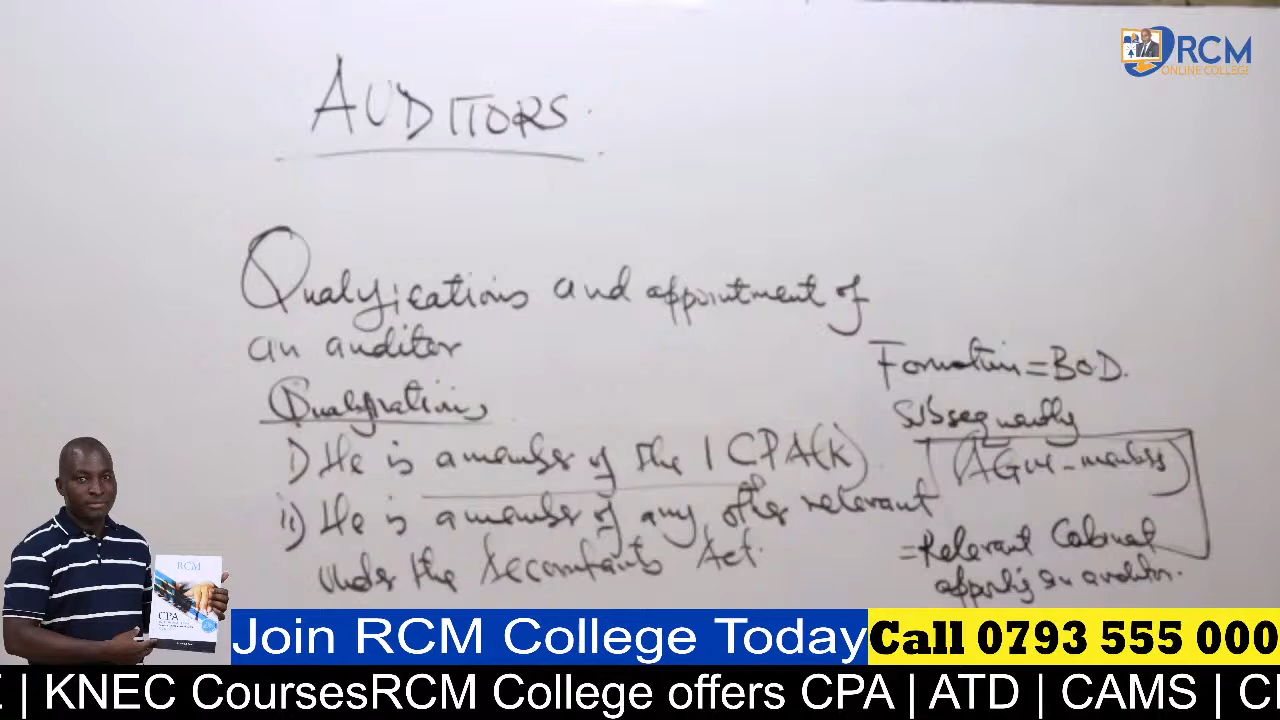 RCM
ONLINE COLLEGE
AUDITORS
Qualifications and appointment of
an auditor
Qualifications
i) He is a member of the ICPA(K)
ii) He is a member of any other relevant
under the Accountants Act.
Formation = BOD.
Subsequently
(AGM - members)
= Relevant Cabinet
appoints an auditor.
RCM
CPA
Join RCM College Today
Call 0793 555 000
| KNEC CoursesRCM College offers CPA | ATD | CAMS |